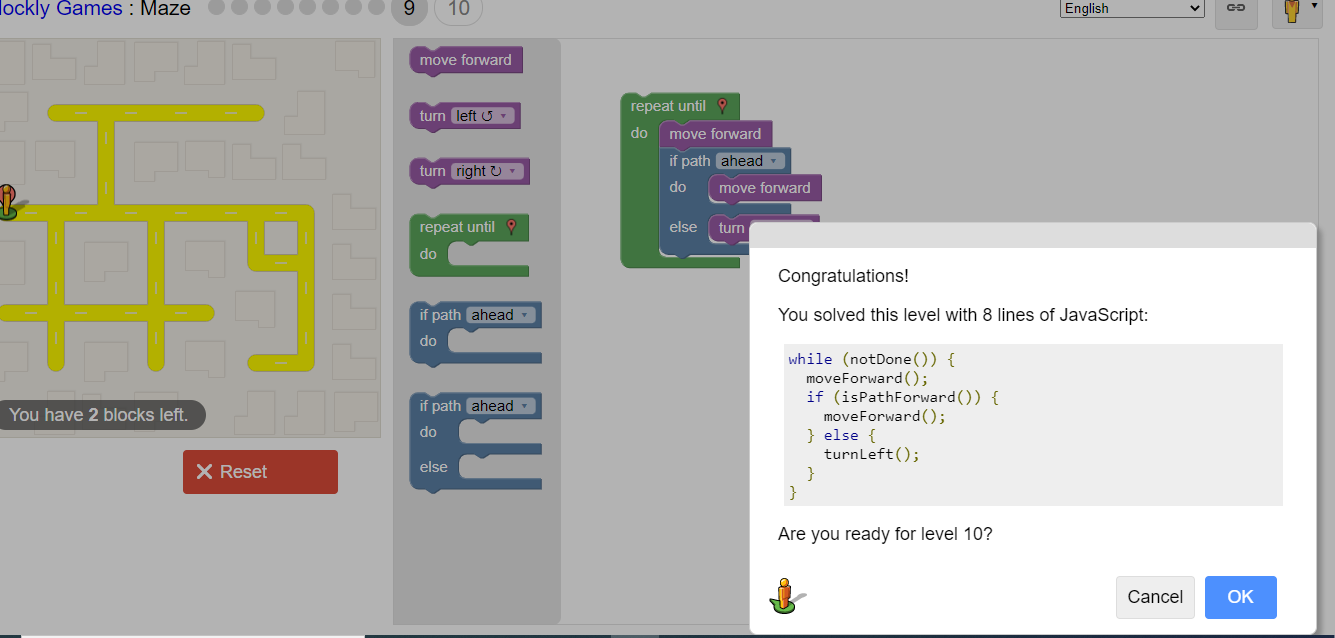 ockly Games : Maze 9 10 English
move forward
turn left ↺ ▾
turn right ↻ ▾
repeat until
do
if path ahead ▾
do
if path ahead ▾
do
else
repeat until
do move forward
if path ahead ▾
do move forward
else turn
You have 2 blocks left.
Reset
Congratulations!
You solved this level with 8 lines of JavaScript:
while (notDone()) {
moveForward();
if (isPathForward()) {
moveForward();
} else {
turnLeft();
}
}
Are you ready for level 10?
Cancel OK